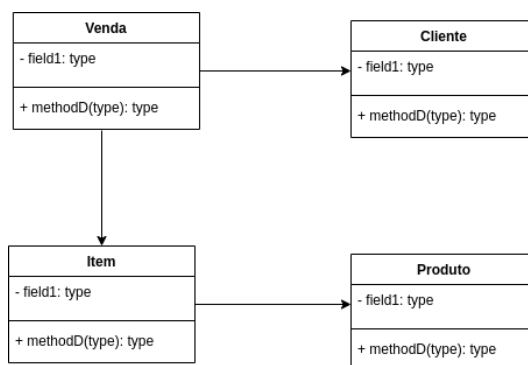 Venda
- field1: type
+ methodD(type): type
Cliente
- field1: type
+ methodD(type): type
Item
- field1: type
+ methodD(type): type
Produto
- field1: type
+ methodD(type): type